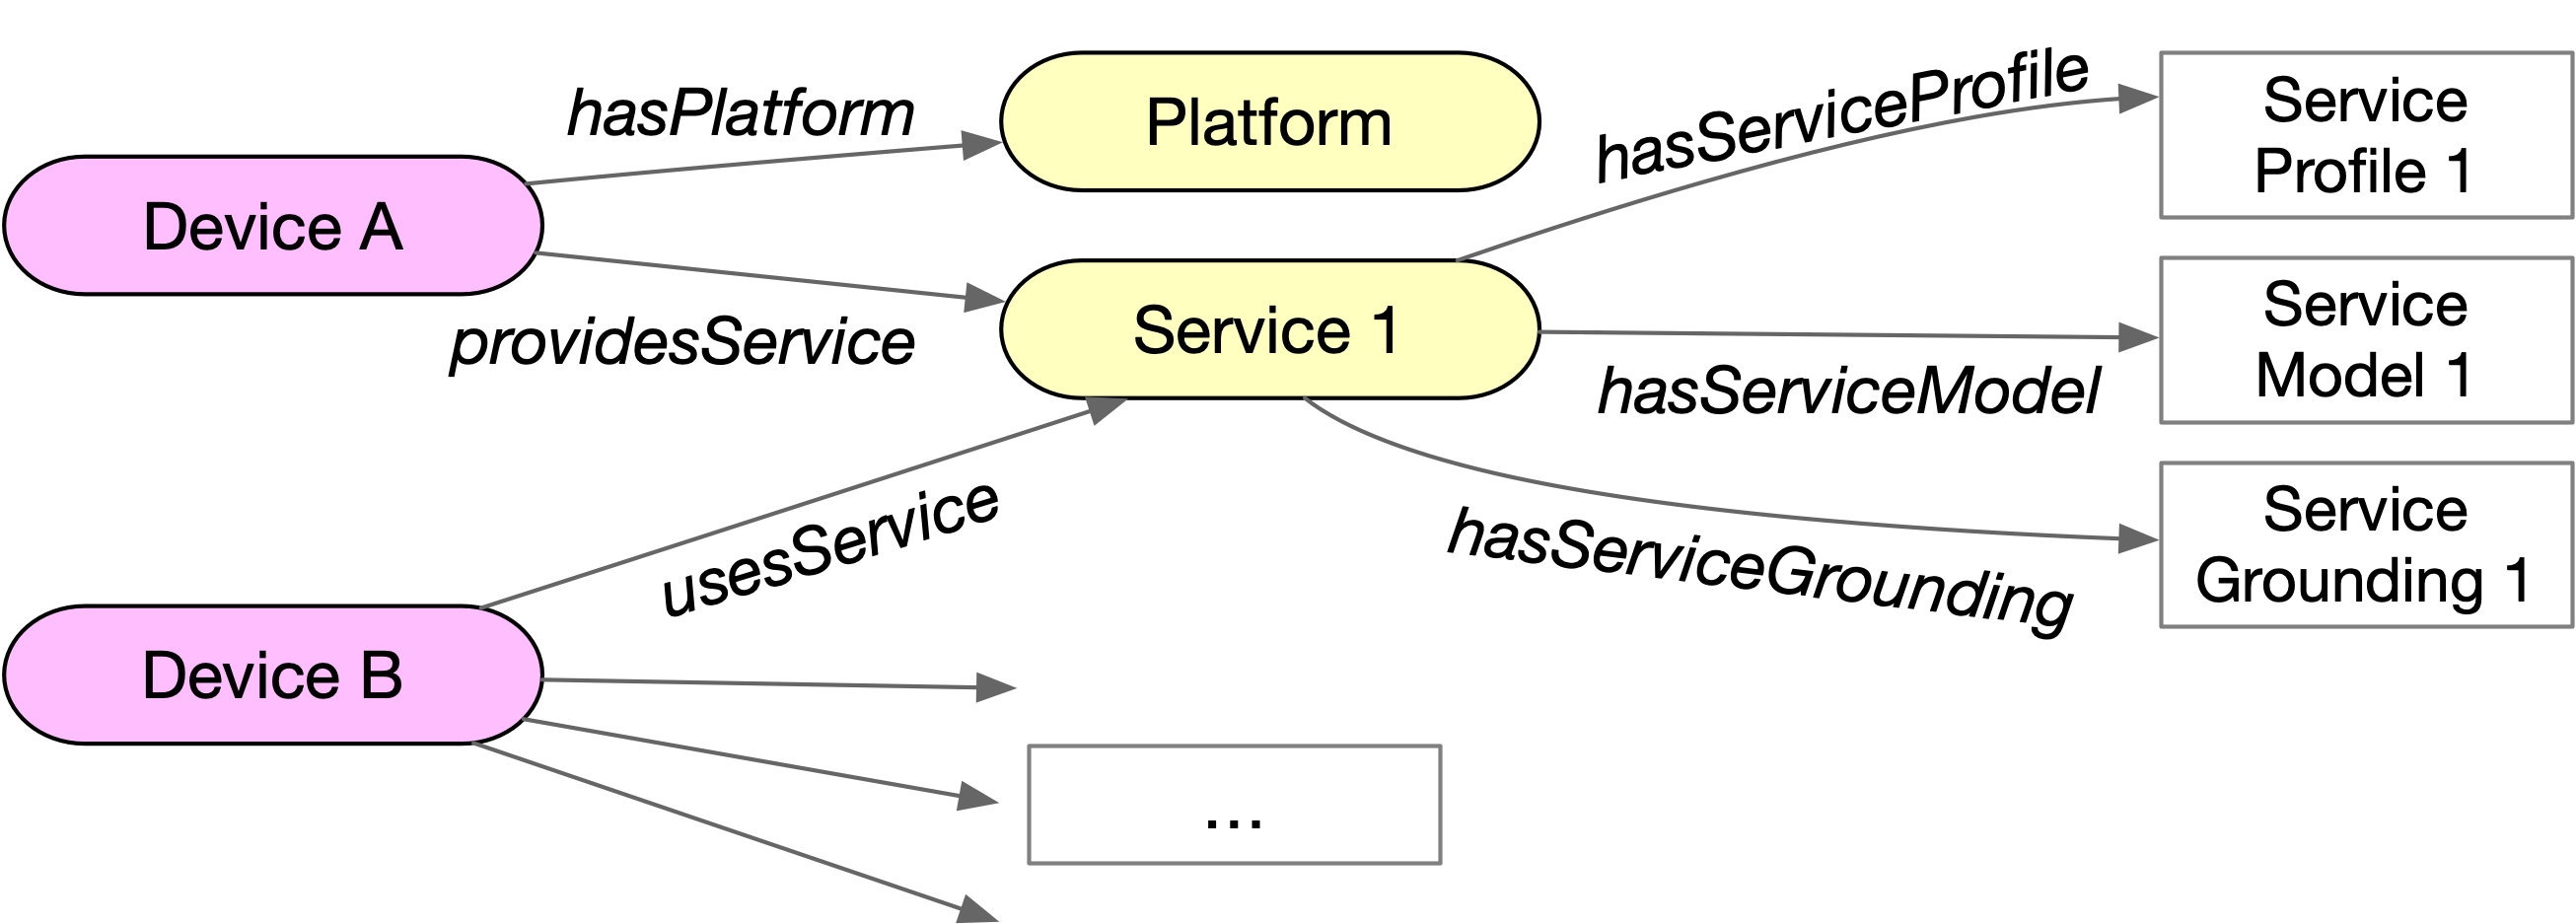 hasPlatform
Platform
hasServiceProfile
Service
Profile 1
Device A
providesService
Service 1
hasServiceModel
Service
Model 1
usesService
hasServiceGrounding
Service
Grounding 1
Device B
...